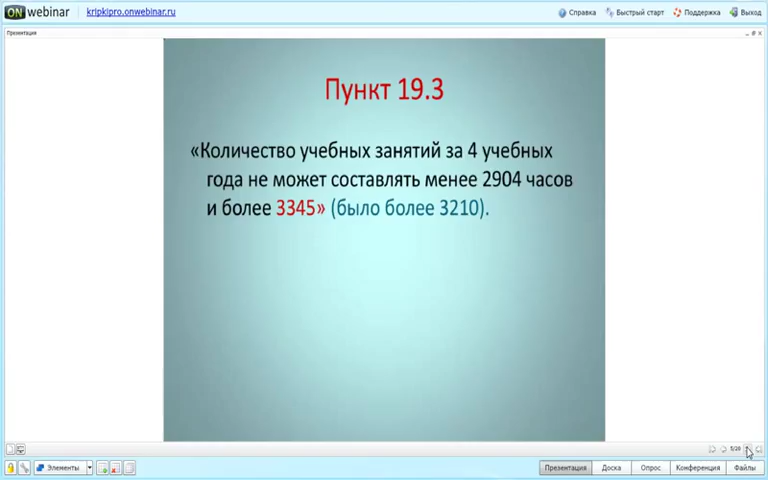 ON webinar
kripkipro.onwebinar.ru
Справка
Быстрый старт
Поддержка
Выход
Презентация
Пункт 19.3
«Количество учебных занятий за 4 учебных
года не может составлять менее 2904 часов
и более 3345» (было более 3210).
5/28
Элементы
Презентация
Доска
Опрос
Конференция
Файлы